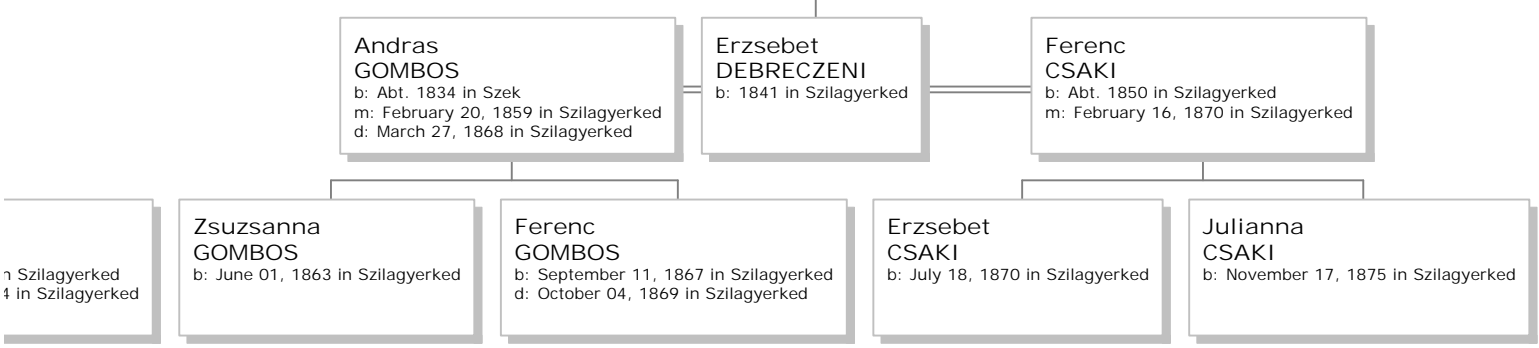 Andras
GOMBOS
b: Abt. 1834 in Szek
m: February 20, 1859 in Szilagyerked
d: March 27, 1868 in Szilagyerked
Erzsebet
DEBRECZENI
b: 1841 in Szilagyerked
Ferenc
CSAKI
b: Abt. 1850 in Szilagyerked
m: February 16, 1870 in Szilagyerked
Szilagyerked
4 in Szilagyerked
Zsuzsanna
GOMBOS
b: June 01, 1863 in Szilagyerked
Ferenc
GOMBOS
b: September 11, 1867 in Szilagyerked
d: October 04, 1869 in Szilagyerked
Erzsebet
CSAKI
b: July 18, 1870 in Szilagyerked
Julianna
CSAKI
b: November 17, 1875 in Szilagyerked